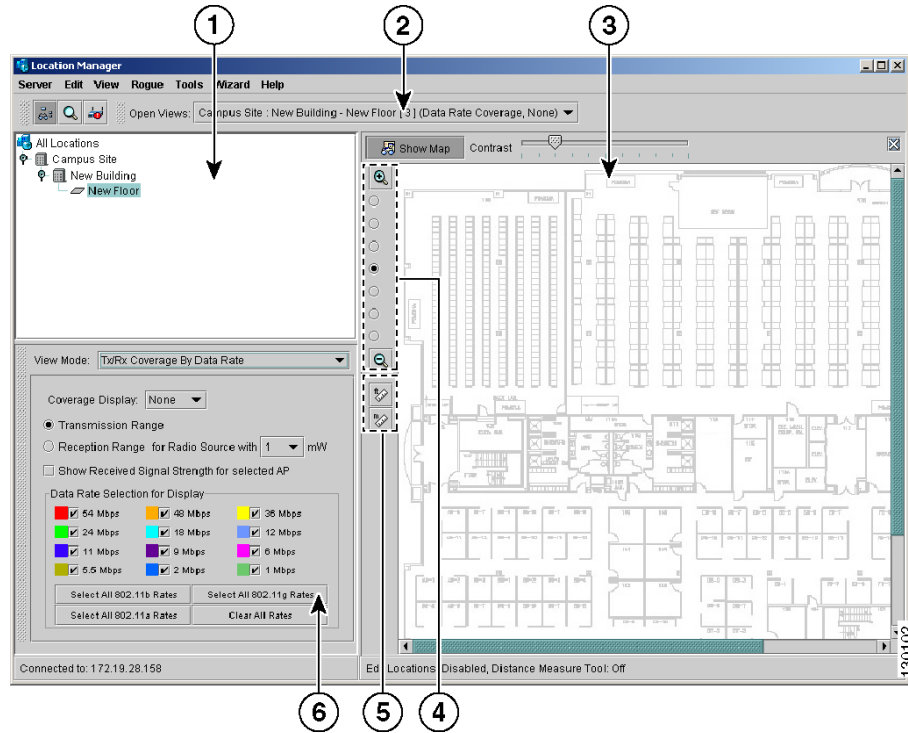 1 2 3
Location Manager
Server Edit View Rogue Tools Wizard Help
Open Views: Campus Site : New Building - New Floor [ 3 ] (Data Rate Coverage, None)
All Locations
Campus Site
New Building
New Floor
Show Map Contrast
View Mode: Tx/Rx Coverage By Data Rate
Coverage Display: None
Transmission Range
Reception Range for Radio Source with 1 mW
Show Received Signal Strength for selected AP
Data Rate Selection for Display
54 Mbps 48 Mbps 36 Mbps
24 Mbps 18 Mbps 12 Mbps
11 Mbps 9 Mbps 6 Mbps
5.5 Mbps 2 Mbps 1 Mbps
Select All 802.11b Rates Select All 802.11g Rates
Select All 802.11a Rates Clear All Rates
Connected to: 172.19.28.158
Edit Locations: Disabled, Distance Measure Tool: Off
130102
6 5 4